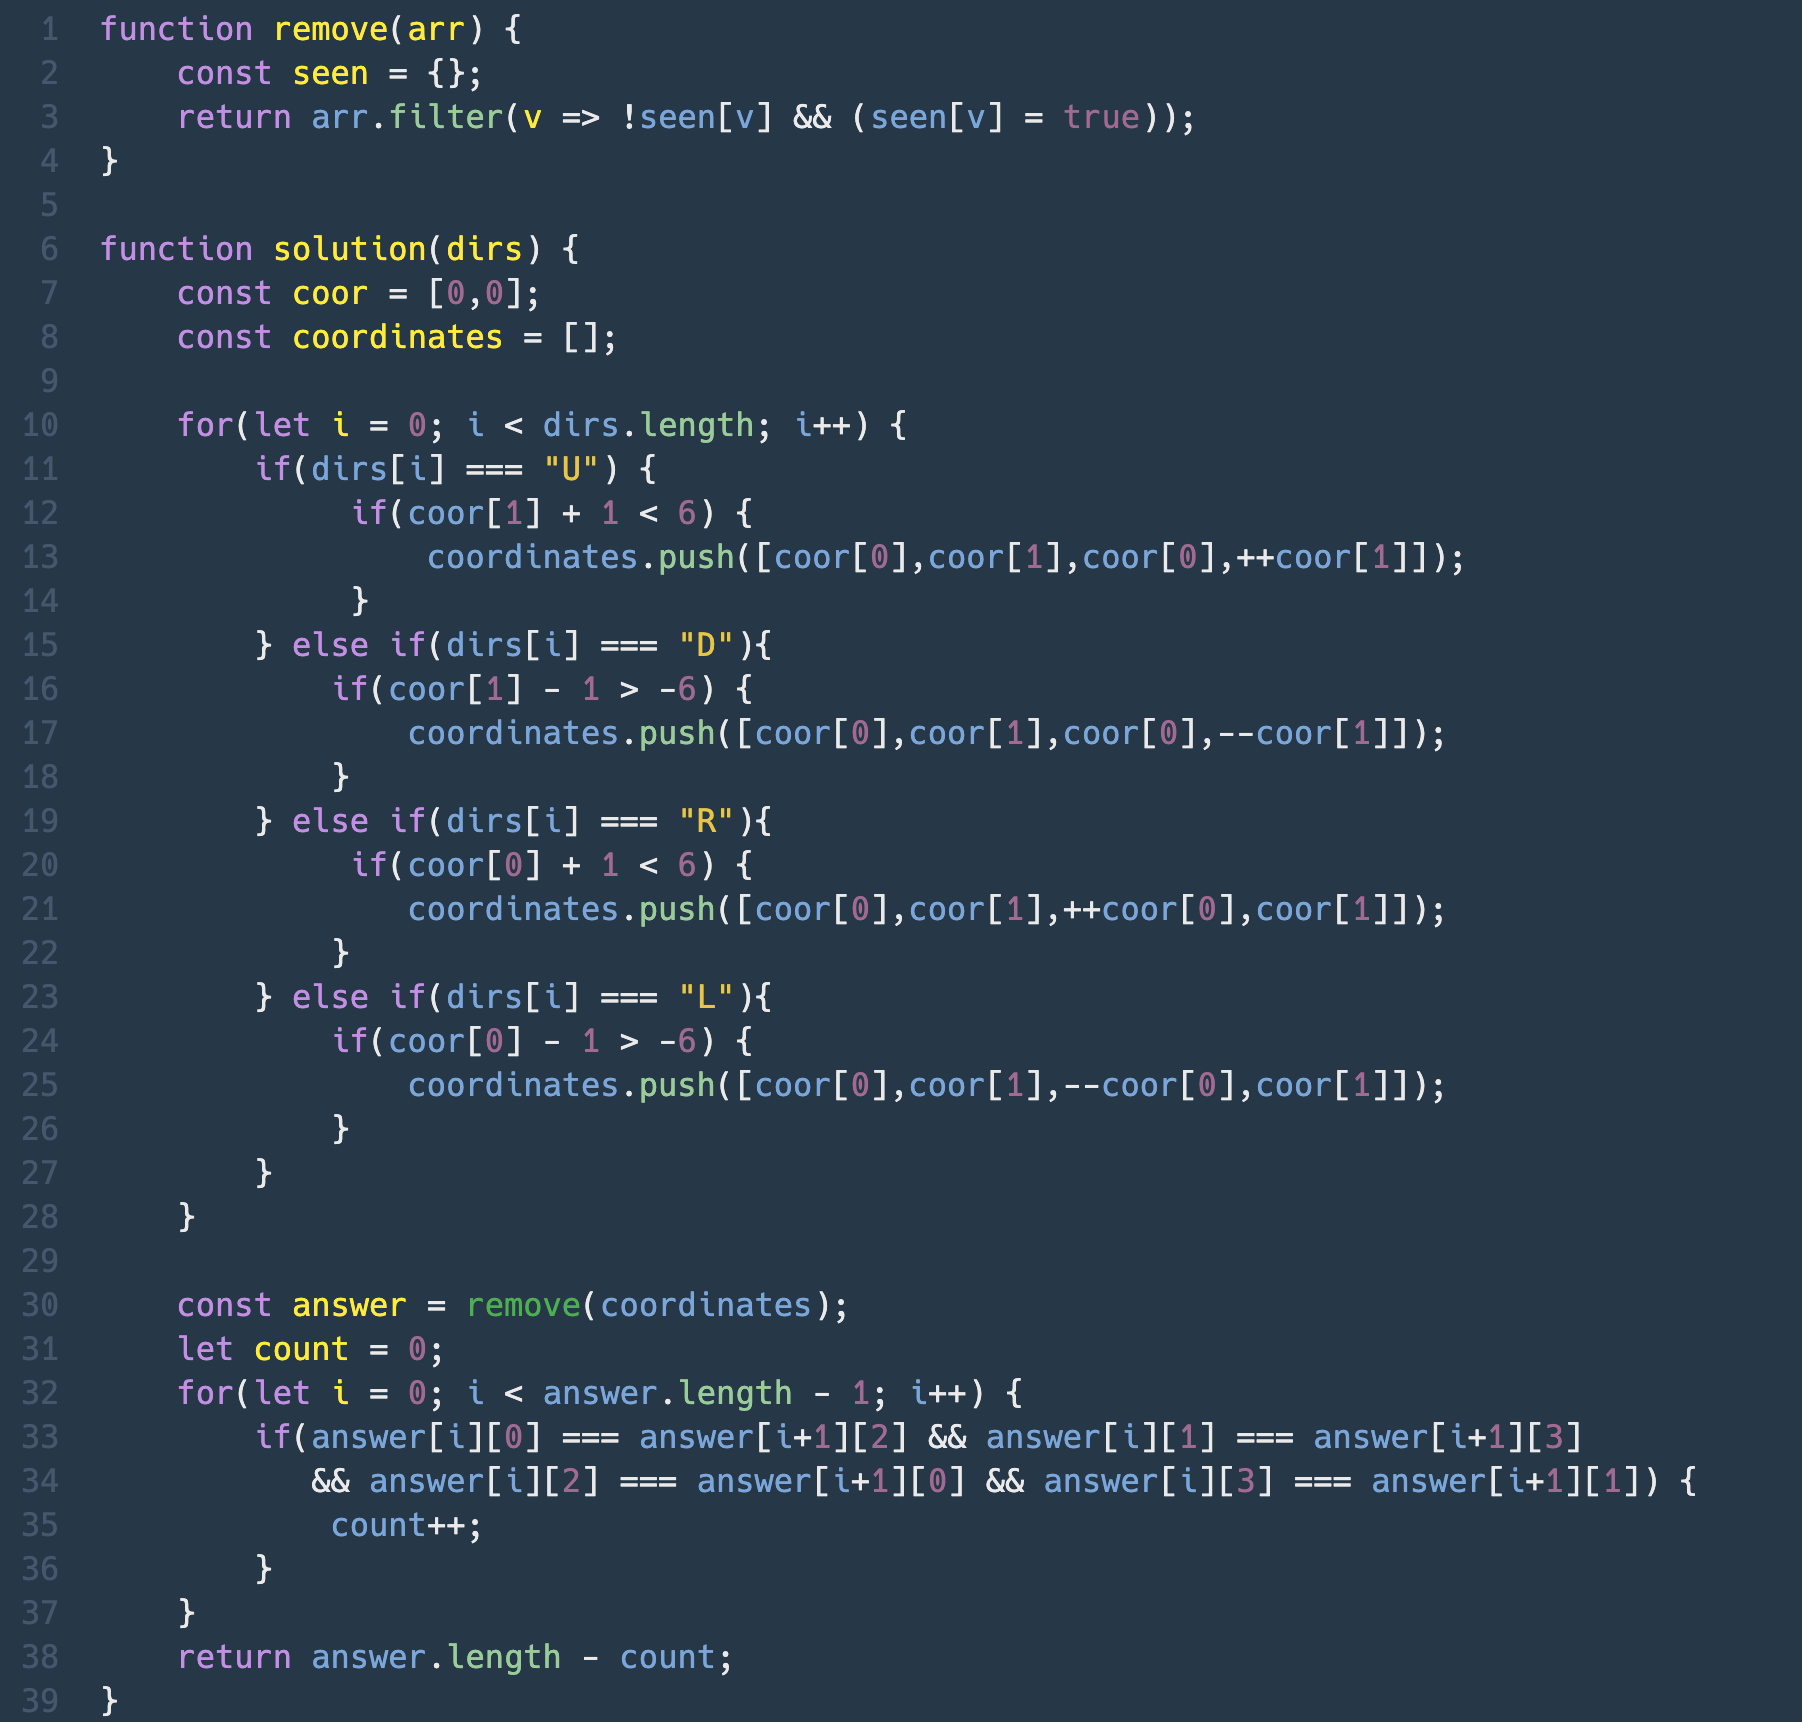 1 function remove(arr) {
2 const seen = {};
3 return arr.filter(v => !seen[v] && (seen[v] = true));
4 }
5
6 function solution(dirs) {
7 const coor = [0,0];
8 const coordinates = [];
9
10 for(let i = 0; i < dirs.length; i++) {
11 if(dirs[i] === "U") {
12 if(coor[1] + 1 < 6) {
13 coordinates.push([coor[0],coor[1],coor[0],++coor[1]]);
14 }
15 } else if(dirs[i] === "D"){
16 if(coor[1] - 1 > -6) {
17 coordinates.push([coor[0],coor[1],coor[0],--coor[1]]);
18 }
19 } else if(dirs[i] === "R"){
20 if(coor[0] + 1 < 6) {
21 coordinates.push([coor[0],coor[1],++coor[0],coor[1]]);
22 }
23 } else if(dirs[i] === "L"){
24 if(coor[0] - 1 > -6) {
25 coordinates.push([coor[0],coor[1],--coor[0],coor[1]]);
26 }
27 }
28 }
29
30 const answer = remove(coordinates);
31 let count = 0;
32 for(let i = 0; i < answer.length - 1; i++) {
33 if(answer[i][0] === answer[i+1][2] && answer[i][1] === answer[i+1][3]
34 && answer[i][2] === answer[i+1][0] && answer[i][3] === answer[i+1][1]) {
35 count++;
36 }
37 }
38 return answer.length - count;
39 }